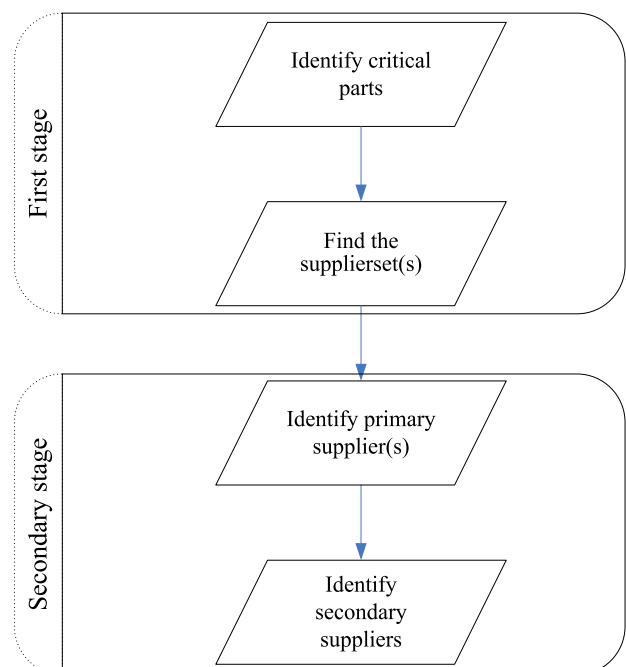 First stage
Identify critical
parts
Find the
supplierset(s)
Secondary stage
Identify primary
supplier(s)
Identify
secondary
suppliers